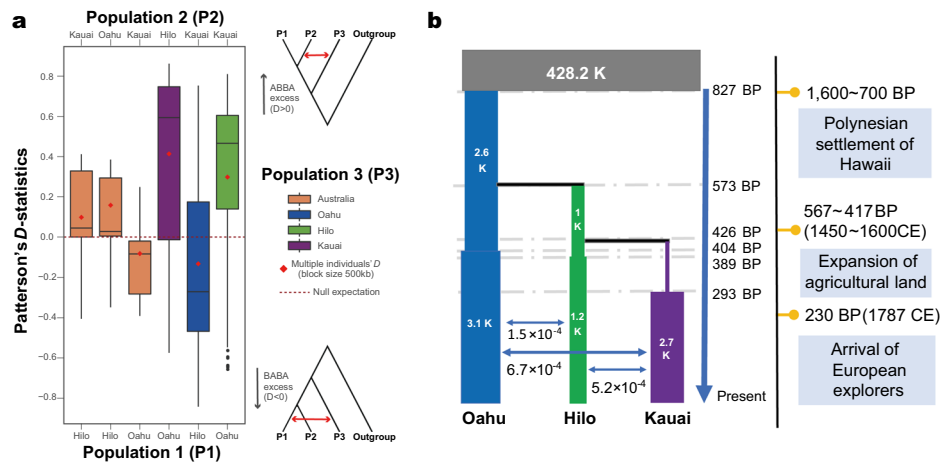 a
Population 2 (P2)
Kauai Oahu Kauai Hilo Kauai Kauai
Patterson's D-statistics
0.8
0.6
0.4
0.2
0.0
−0.2
−0.4
−0.6
−0.8
Hilo Hilo Oahu Oahu Hilo Oahu
Population 1 (P1)
P1 P2 P3 Outgroup
ABBA
excess
(D>0)
Population 3 (P3)
Australia
Oahu
Hilo
Kauai
Multiple individuals' D
(block size 500kb)
Null expectation
BABA
excess
(D<0)
P1 P2 P3 Outgroup
b
428.2 K
827 BP
2.6
K
573 BP
1
K
426 BP
404 BP
389 BP
293 BP
3.1 K
1.2
K
2.7
K
1.5×10⁻⁴
6.7×10⁻⁴
5.2×10⁻⁴
Present
Oahu Hilo Kauai
1,600~700 BP
Polynesian
settlement of
Hawaii
567~417BP
(1450~1600CE)
Expansion of
agricultural land
230 BP(1787 CE)
Arrival of
European
explorers